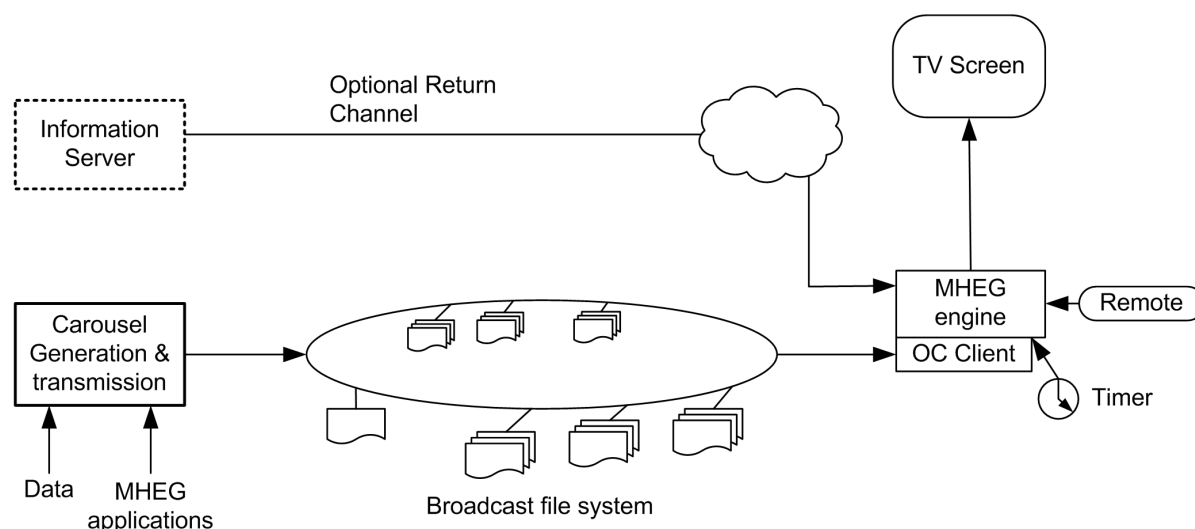 TV Screen
Optional Return
Channel
Information
Server
MHEG
engine
Remote
Carousel
Generation &
transmission
OC Client
Timer
Data
MHEG
applications
Broadcast file system